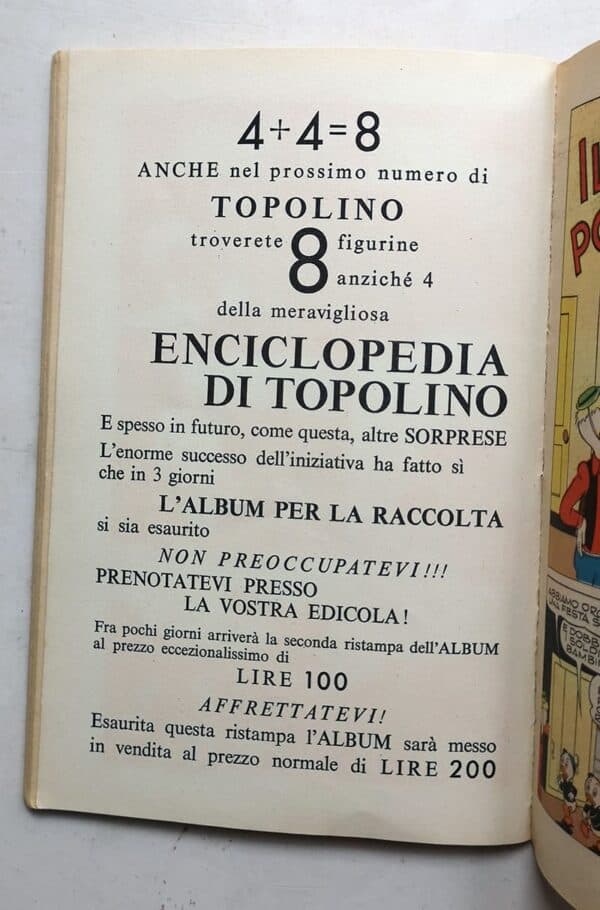 4+4=8
ANCHE nel prossimo numero di
TOPOLINO
troverete 8 figurine
anziché 4
della meravigliosa
ENCICLOPEDIA
DI TOPOLINO
E spesso in futuro, come questa, altre SORPRESE
L'enorme successo dell'iniziativa ha fatto sì
che in 3 giorni
L'ALBUM PER LA RACCOLTA
si sia esaurito
NON PREOCCUPATEVI!!!
PRENOTATEVI PRESSO
LA VOSTRA EDICOLA!
Fra pochi giorni arriverà la seconda ristampa dell'ALBUM
al prezzo eccezionalissimo di
LIRE 100
AFFRETTATEVI!
Esaurita questa ristampa l'ALBUM sarà messo
in vendita al prezzo normale di LIRE 200
ABBIAMO
UNA FESTA
E
I SOLD